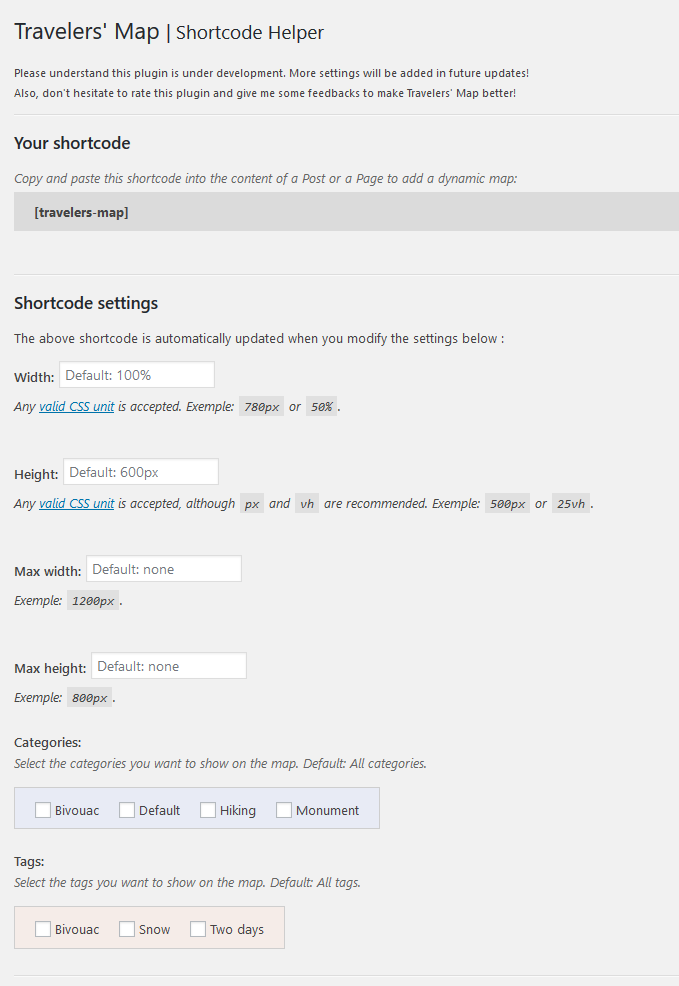 Travelers' Map | Shortcode Helper
Please understand this plugin is under development. More settings will be added in future updates!
Also, don't hesitate to rate this plugin and give me some feedbacks to make Travelers' Map better!
Your shortcode
Copy and paste this shortcode into the content of a Post or a Page to add a dynamic map:
[travelers-map]
Shortcode settings
The above shortcode is automatically updated when you modify the settings below :
Width: Default: 100%
Any valid CSS unit is accepted. Exemple: 780px or 50% .
Height: Default: 600px
Any valid CSS unit is accepted, although px and vh are recommended. Exemple: 500px or 25vh .
Max width: Default: none
Exemple: 1200px .
Max height: Default: none
Exemple: 800px .
Categories:
Select the categories you want to show on the map. Default: All categories.
Bivouac Default Hiking Monument
Tags:
Select the tags you want to show on the map. Default: All tags.
Bivouac Snow Two days